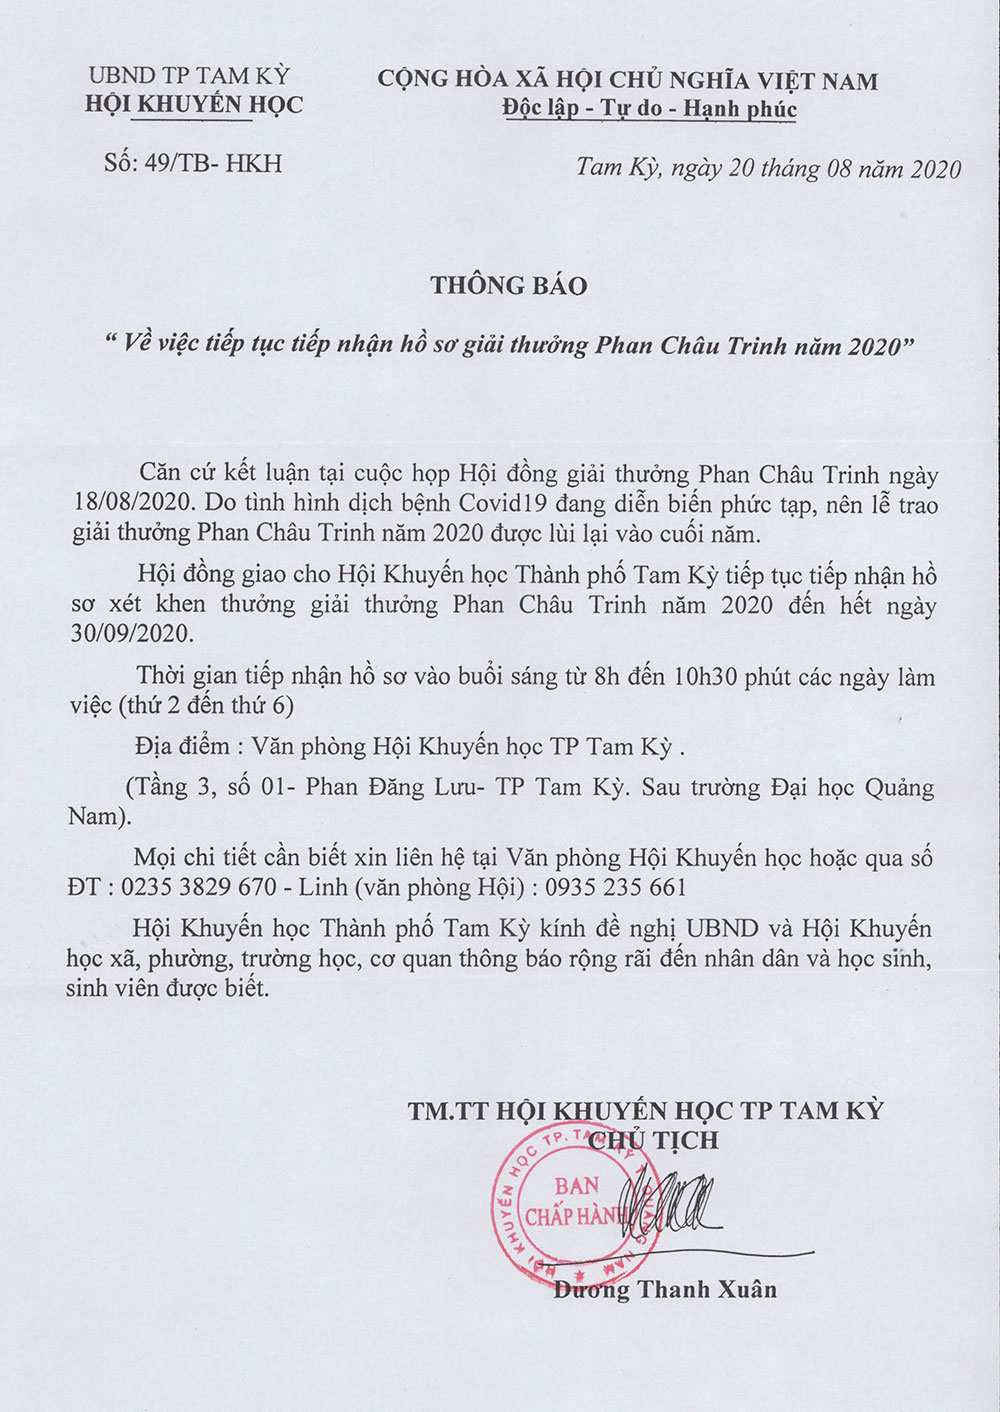 UBND TP TAM KỲ
HỘI KHUYẾN HỌC
CỘNG HÒA XÃ HỘI CHỦ NGHĨA VIỆT NAM
Độc lập - Tự do - Hạnh phúc
Số: 49/TB- HKH
Tam Kỳ, ngày 20 tháng 08 năm 2020
THÔNG BÁO
“ Về việc tiếp tục tiếp nhận hồ sơ giải thưởng Phan Châu Trinh năm 2020”
Căn cứ kết luận tại cuộc họp Hội đồng giải thưởng Phan Châu Trinh ngày
18/08/2020. Do tình hình dịch bệnh Covid19 đang diễn biến phức tạp, nên lễ trao
giải thưởng Phan Châu Trinh năm 2020 được lùi lại vào cuối năm.
Hội đồng giao cho Hội Khuyến học Thành phố Tam Kỳ tiếp tục tiếp nhận hồ
sơ xét khen thưởng giải thưởng Phan Châu Trinh năm 2020 đến hết ngày
30/09/2020.
Thời gian tiếp nhận hồ sơ vào buổi sáng từ 8h đến 10h30 phút các ngày làm
việc (thứ 2 đến thứ 6)
Địa điểm : Văn phòng Hội Khuyến học TP Tam Kỳ .
(Tầng 3, số 01- Phan Đăng Lưu- TP Tam Kỳ. Sau trường Đại học Quảng
Nam).
Mọi chi tiết cần biết xin liên hệ tại Văn phòng Hội Khuyến học hoặc qua số
ĐT : 0235 3829 670 - Linh (văn phòng Hội) : 0935 235 661
Hội Khuyến học Thành phố Tam Kỳ kính đề nghị UBND và Hội Khuyến
học xã, phường, trường học, cơ quan thông báo rộng rãi đến nhân dân và học sinh,
sinh viên được biết.
TM.TT HỘI KHUYẾN HỌC TP TAM KỲ
CHỦ TỊCH
HỘI KHUYẾN HỌC TP. TAM KỲ T. QUẢNG NAM
BAN
CHẤP HÀNH
Dương Thanh Xuân